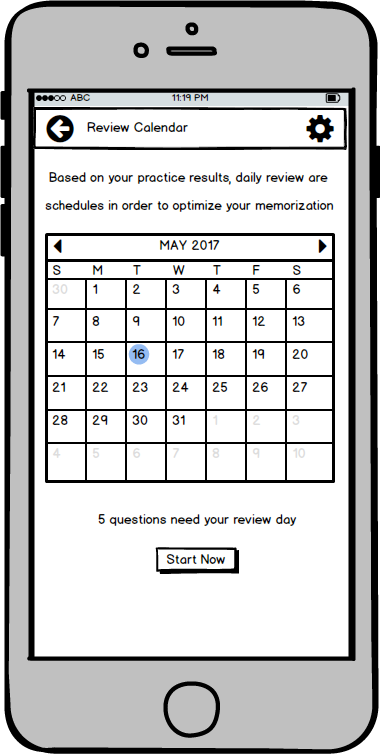 ABC 11:19 PM
Review Calendar
Based on your practice results, daily review are
schedules in order to optimize your memorization
MAY 2017
S M T W T F S
30 1 2 3 4 5 6
7 8 9 10 11 12 13
14 15 16 17 18 19 20
21 22 23 24 25 26 27
28 29 30 31 1 2 3
4 5 6 7 8 9 10
5 questions need your review day
Start Now